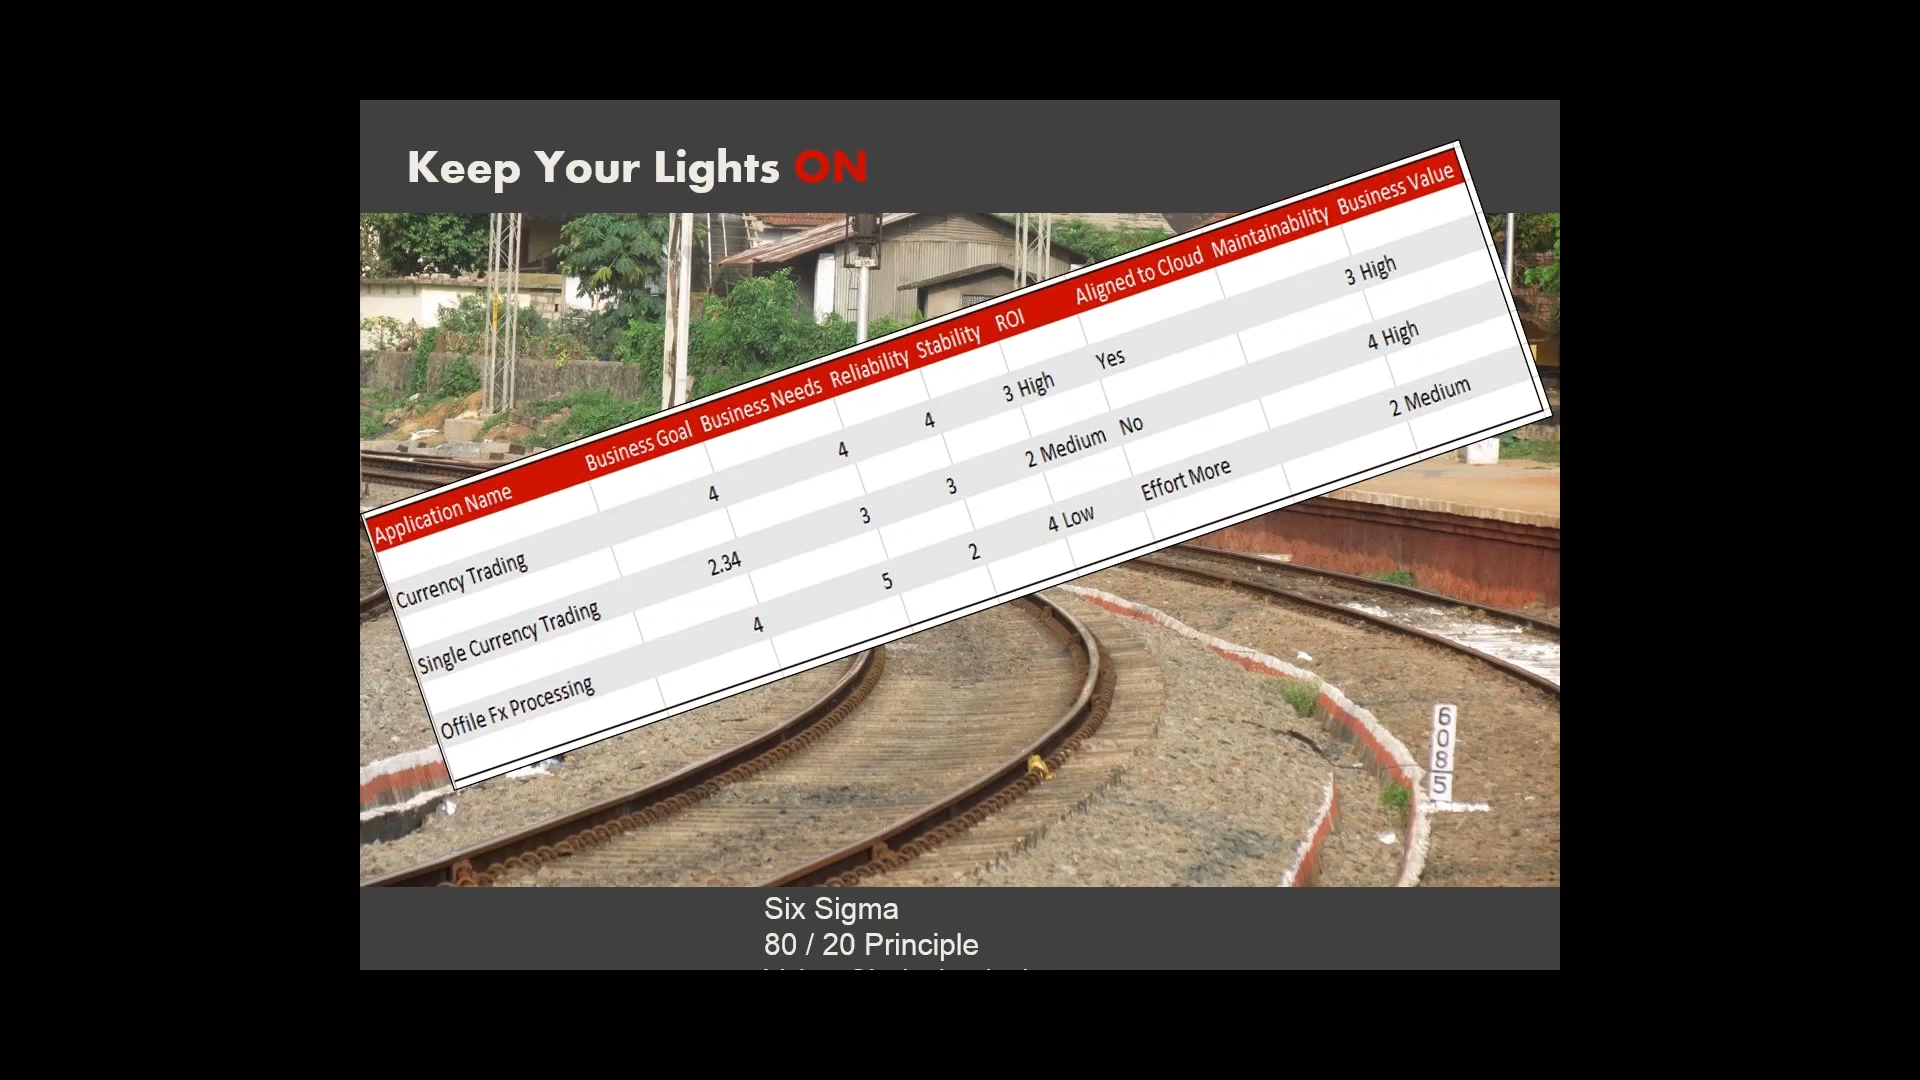 Keep Your Lights ON
Application Name Business Goal Business Needs Reliability Stability ROI Aligned to Cloud Maintainability Business Value
Currency Trading 4 4 4 3 High Yes 3 High
Single Currency Trading 2.34 3 3 2 Medium No 4 High
Offile Fx Processing 4 5 2 4 Low Effort More 2 Medium
6085
Six Sigma
80 / 20 Principle